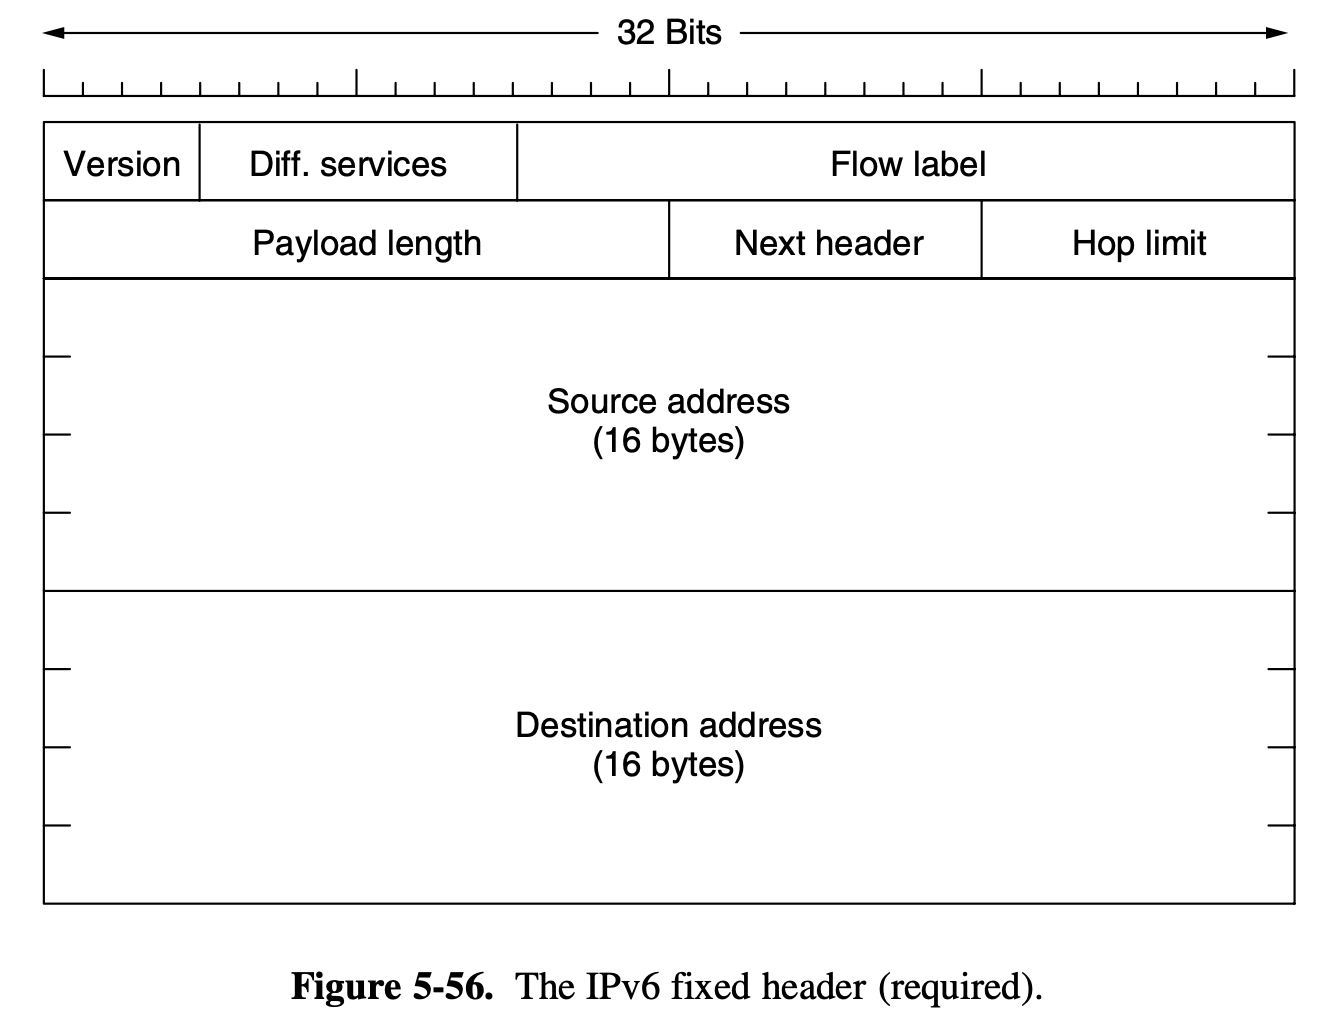 32 Bits
Version Diff. services Flow label
Payload length Next header Hop limit
Source address
(16 bytes)
Destination address
(16 bytes)
Figure 5-56. The IPv6 fixed header (required).